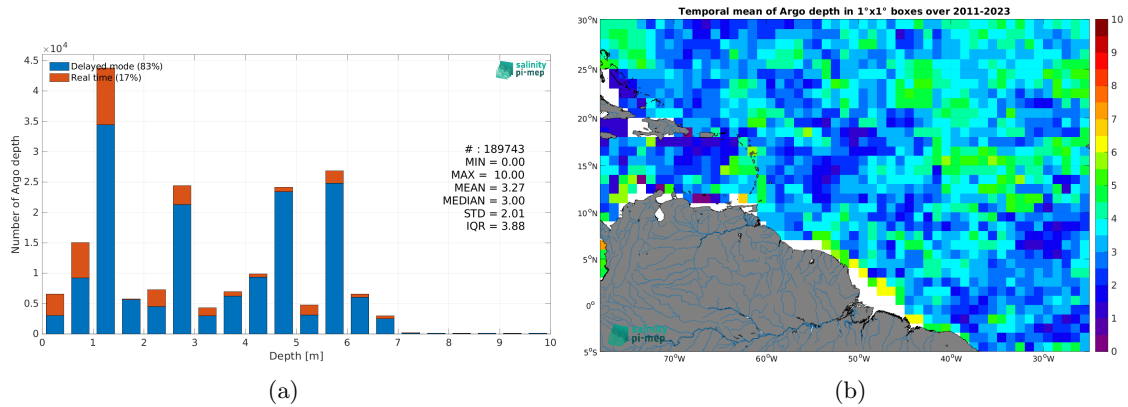 ×10⁴
4.5
4
3.5
3
2.5
2
1.5
1
0.5
0
Number of Argo depth
Delayed mode (83%)
Real time (17%)
salinity
pi-mep
# : 189743
MIN = 0.00
MAX = 10.00
MEAN = 3.27
MEDIAN = 3.00
STD = 2.01
IQR = 3.88
0 1 2 3 4 5 6 7 8 9 10
Depth [m]
(a)
Temporal mean of Argo depth in 1°x1° boxes over 2011-2023
30°N
25°N
20°N
15°N
10°N
5°N
0°
5°S
salinity
pi-mep
70°W 60°W 50°W 40°W 30°W
10
9
8
7
6
5
4
3
2
1
0
(b)